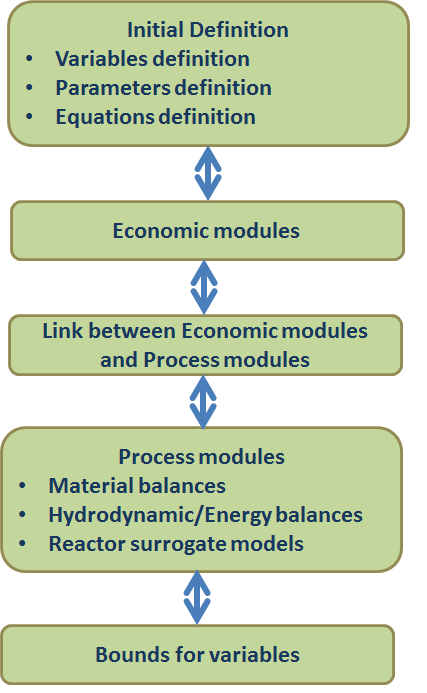 Initial Definition
• Variables definition
• Parameters definition
• Equations definition
Economic modules
Link between Economic modules
and Process modules
Process modules
• Material balances
• Hydrodynamic/Energy balances
• Reactor surrogate models
Bounds for variables